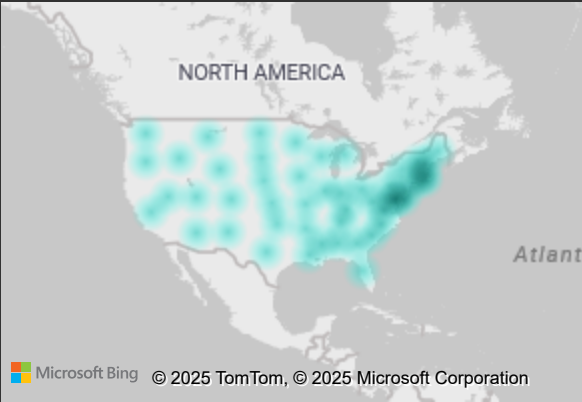 NORTH AMERICA
Atlant
Microsoft Bing
© 2025 TomTom, © 2025 Microsoft Corporation